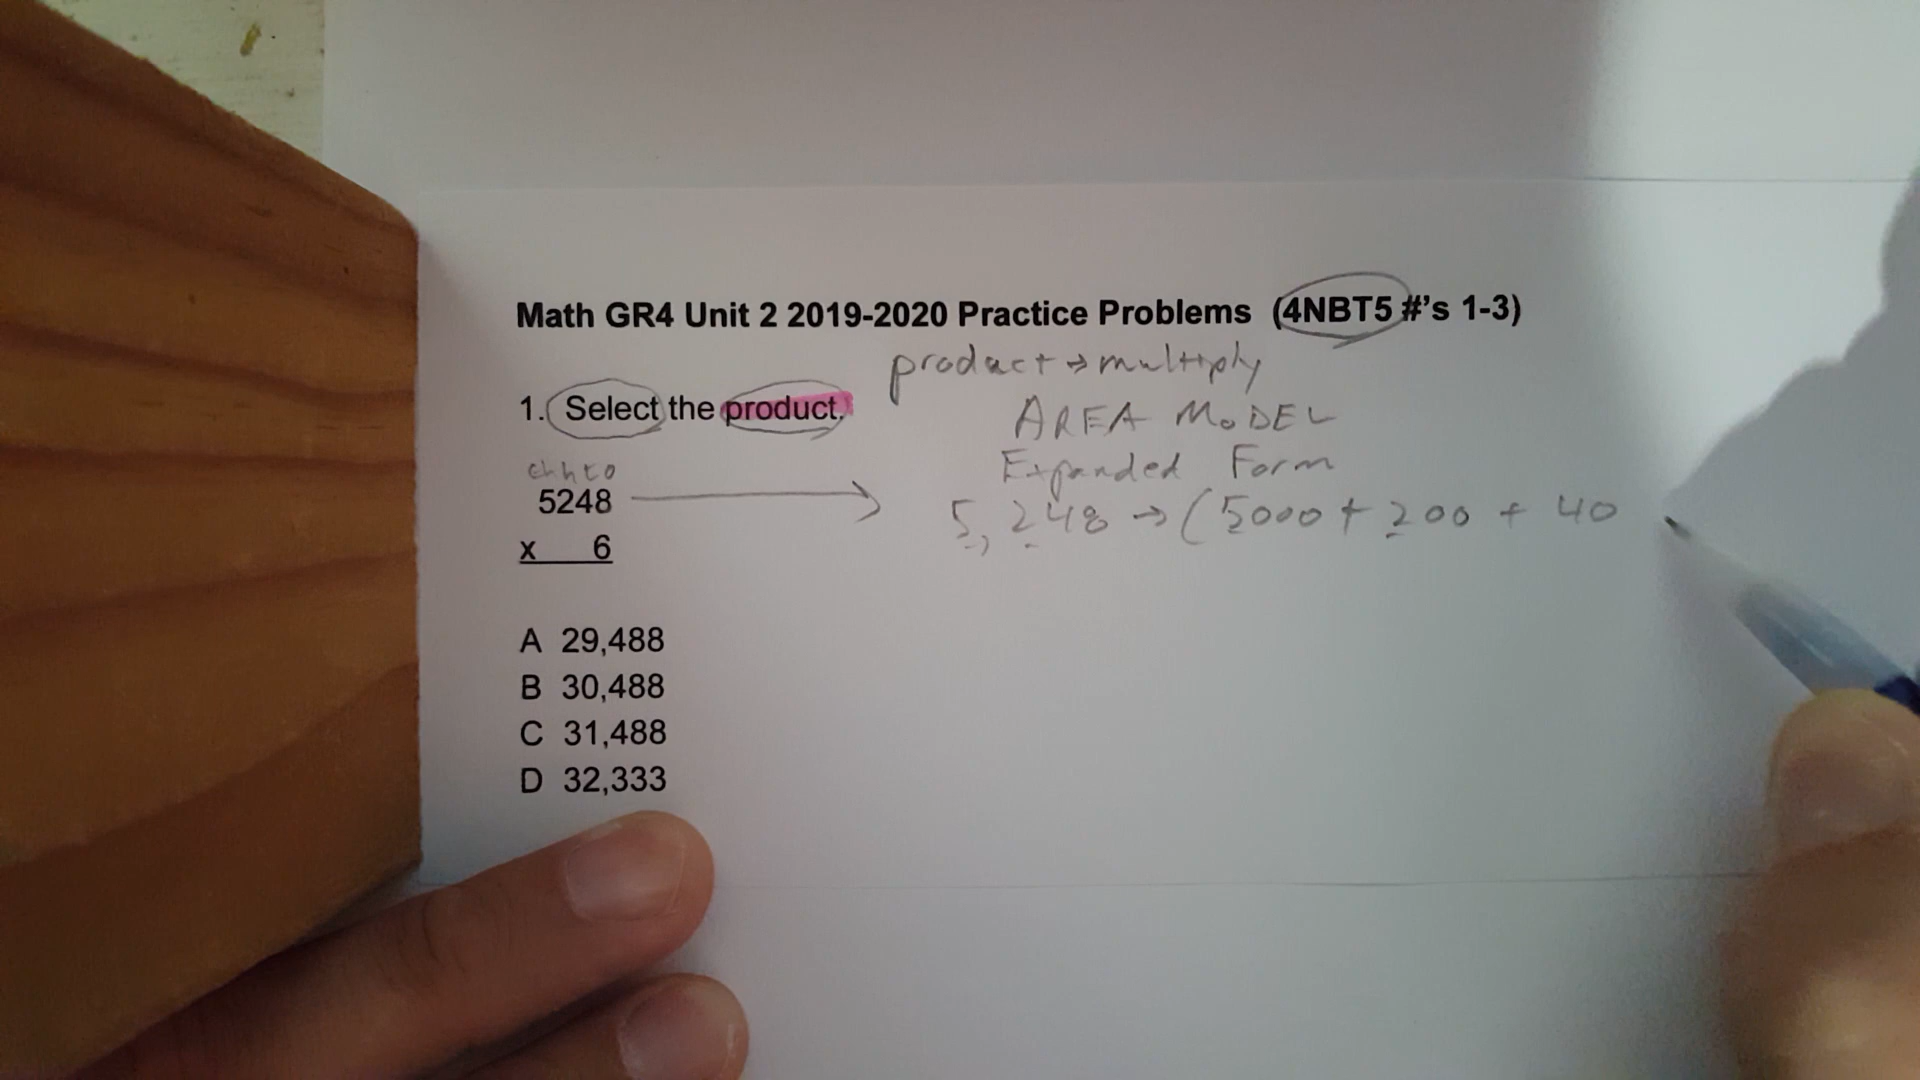 Math GR4 Unit 2 2019-2020 Practice Problems (4NBT5 #'s 1-3)
product → multiply
1. Select the product.
AREA MODEL
Expanded Form
5248
5,248 → (5000 + 200 + 40
x 6
A 29,488
B 30,488
C 31,488
D 32,333